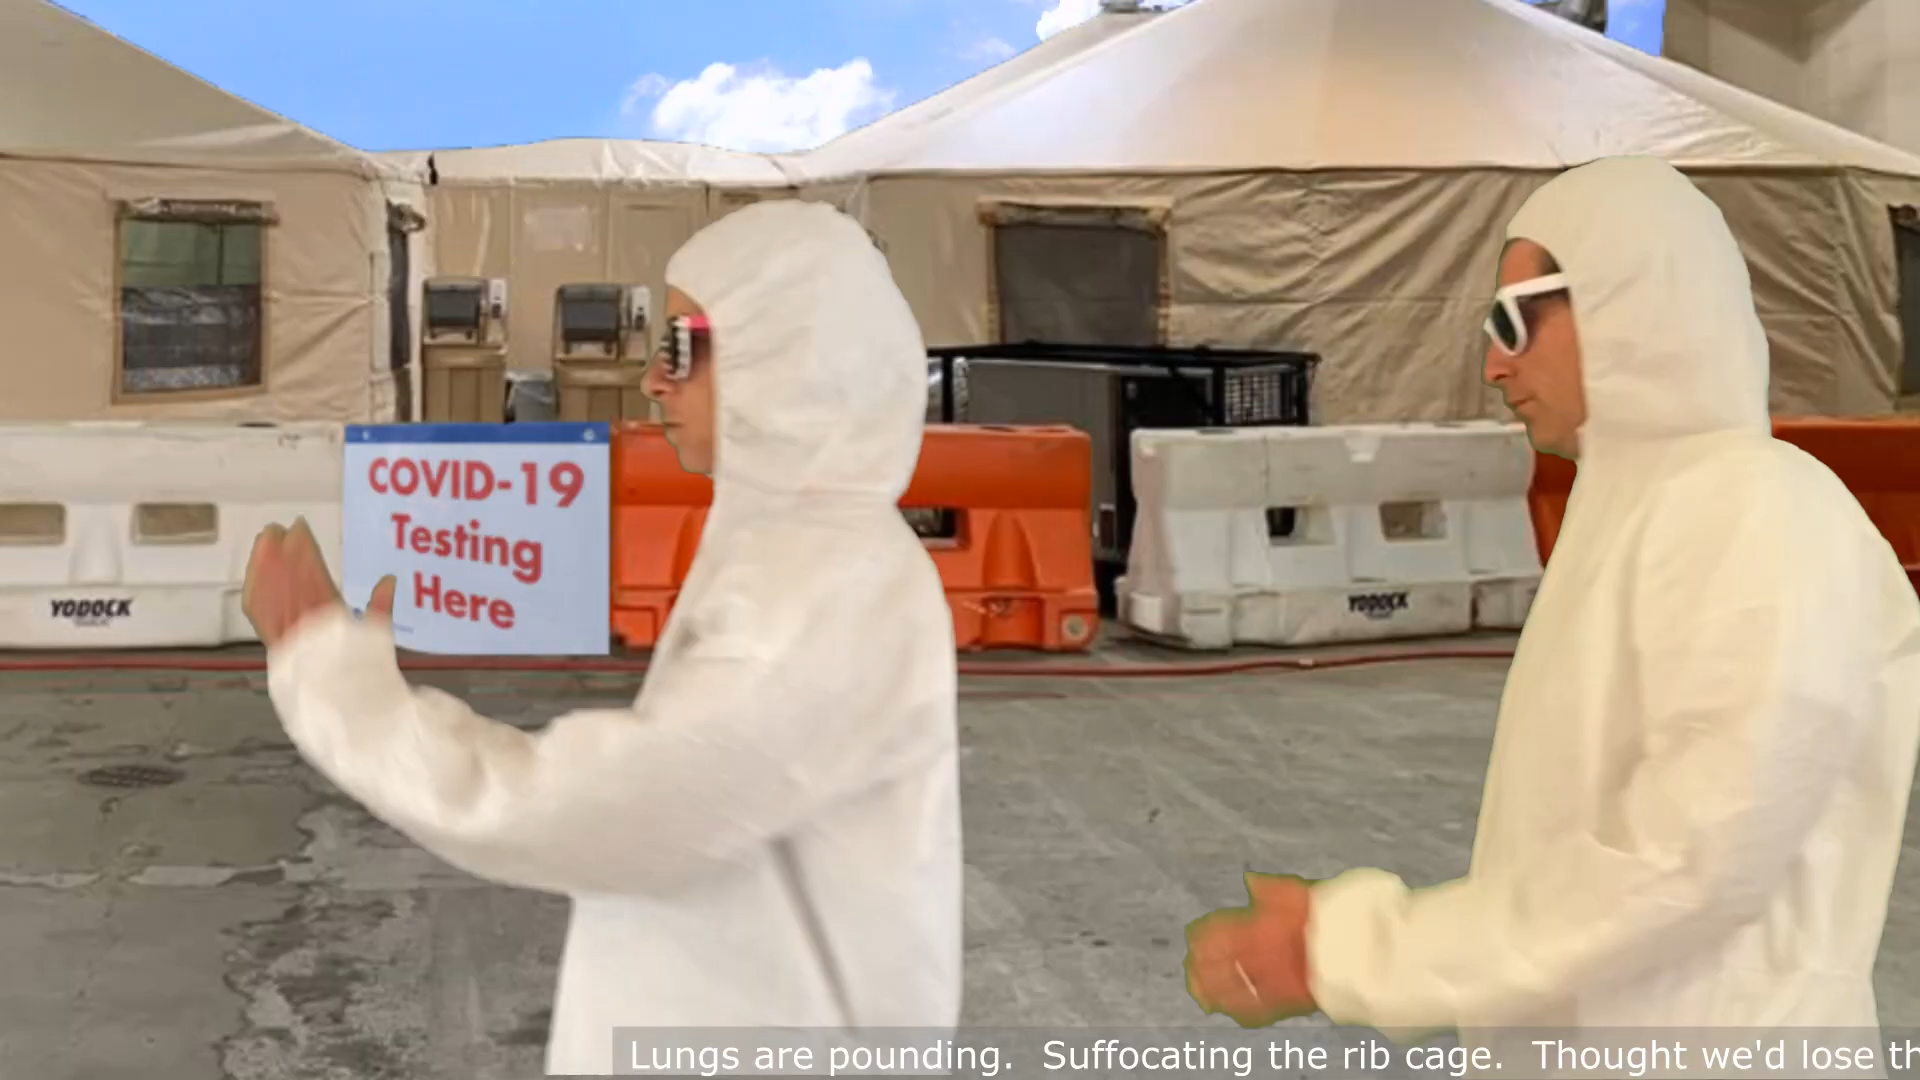 COVID-19
Testing
Here
YODOCK
YODOCK
Lungs are pounding.  Suffocating the rib cage.  Thought we'd lose th